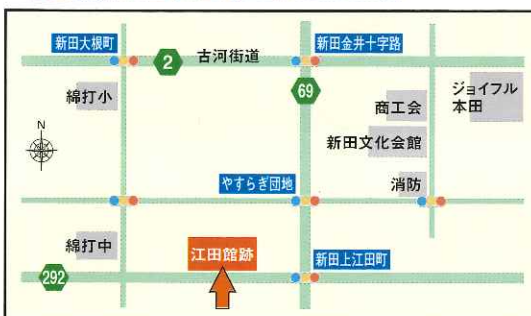 新田大根町
2
古河街道
新田金井十字路
69
綿打小
商工会
ジョイフル
本田
新田文化会館
N
やすらぎ団地
消防
綿打中
江田館跡
新田上江田町
292